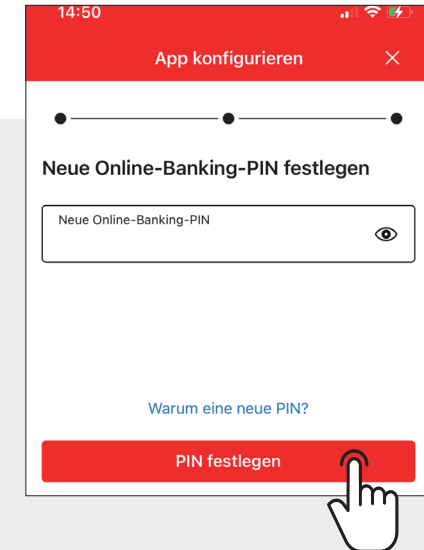 14:50
App konfigurieren
Neue Online-Banking-PIN festlegen
Neue Online-Banking-PIN
Warum eine neue PIN?
PIN festlegen